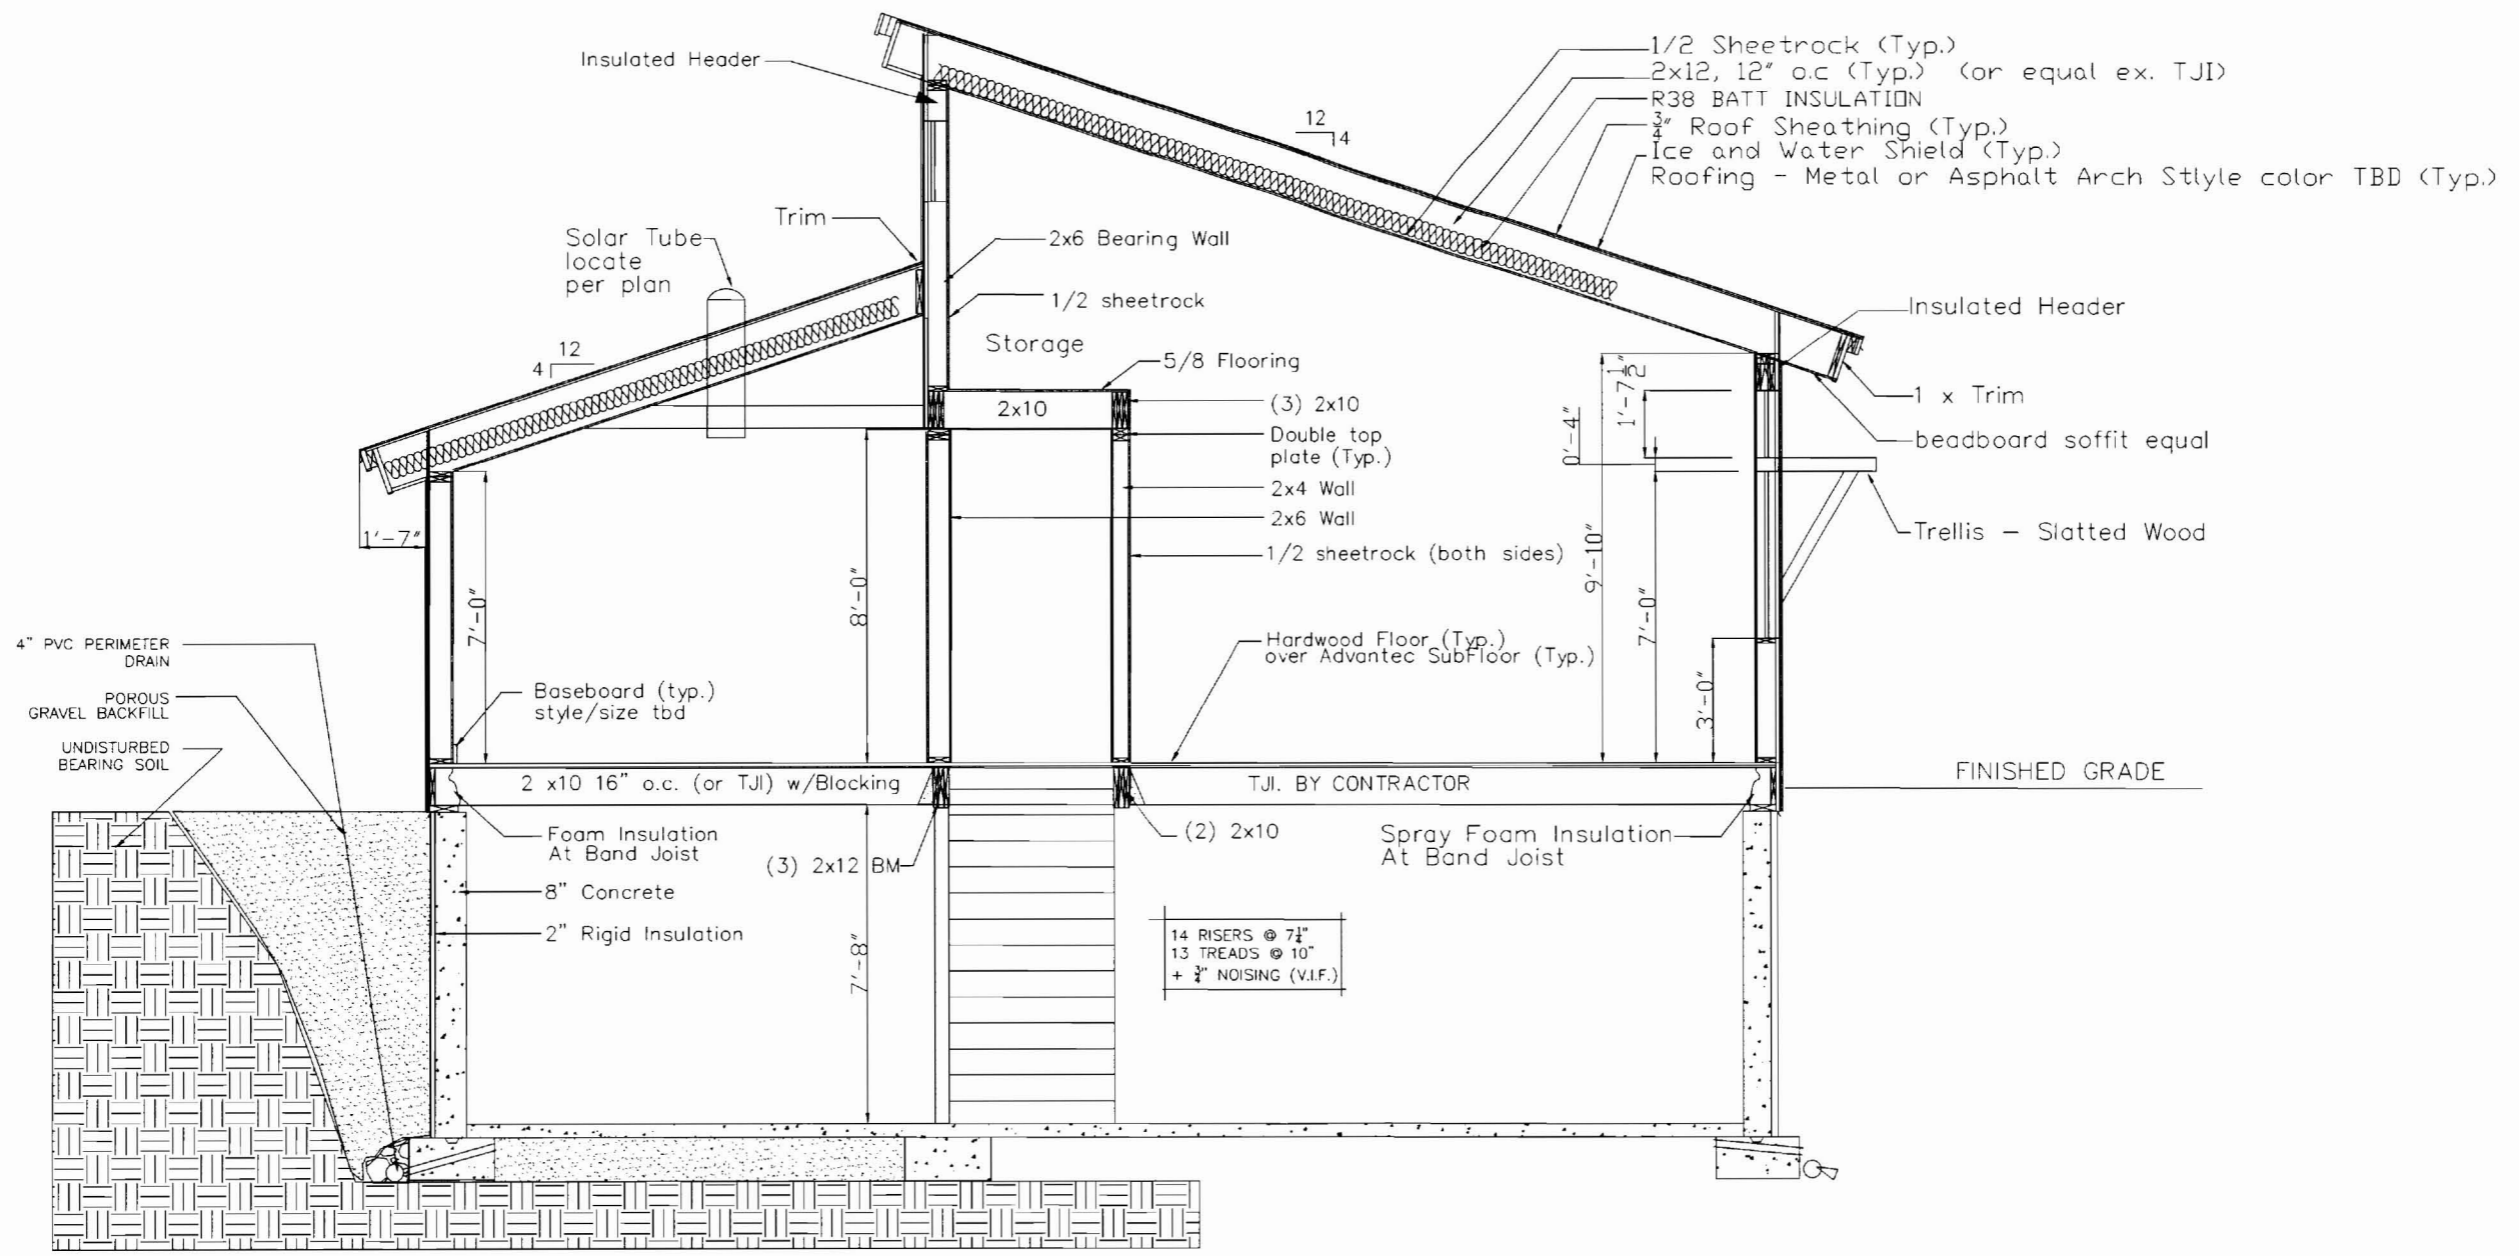 Insulated Header
1/2 Sheetrock (Typ.)
2x12, 12" o.c (Typ.) (or equal ex. TJI)
R38 BATT INSULATION
3/4" Roof Sheathing (Typ.)
Ice and Water Shield (Typ.)
Roofing - Metal or Asphalt Arch Stlyle color TBD (Typ.)
12
4
Trim
Solar Tube
locate
per plan
2x6 Bearing Wall
1/2 sheetrock
Storage
5/8 Flooring
12
4
2x10
(3) 2x10
Double top
plate (Typ.)
2x4 Wall
2x6 Wall
1/2 sheetrock (both sides)
Insulated Header
1 x Trim
beadboard soffit equal
Trellis - Slatted Wood
1'-7 1/2"
0'-4"
9'-10"
7'-0"
3'-0"
1'-7"
7'-0"
8'-0"
Hardwood Floor (Typ.)
over Advantec SubFloor (Typ.)
4" PVC PERIMETER
DRAIN
POROUS
GRAVEL BACKFILL
UNDISTURBED
BEARING SOIL
Baseboard (typ.)
style/size tbd
2 x10 16" o.c. (or TJI) w/Blocking
TJI. BY CONTRACTOR
FINISHED GRADE
Foam Insulation
At Band Joist
(3) 2x12 BM
(2) 2x10
Spray Foam Insulation
At Band Joist
8" Concrete
2" Rigid Insulation
7'-8"
14 RISERS @ 7 1/4"
13 TREADS @ 10"
+ 3/4" NOISING (V.I.F.)